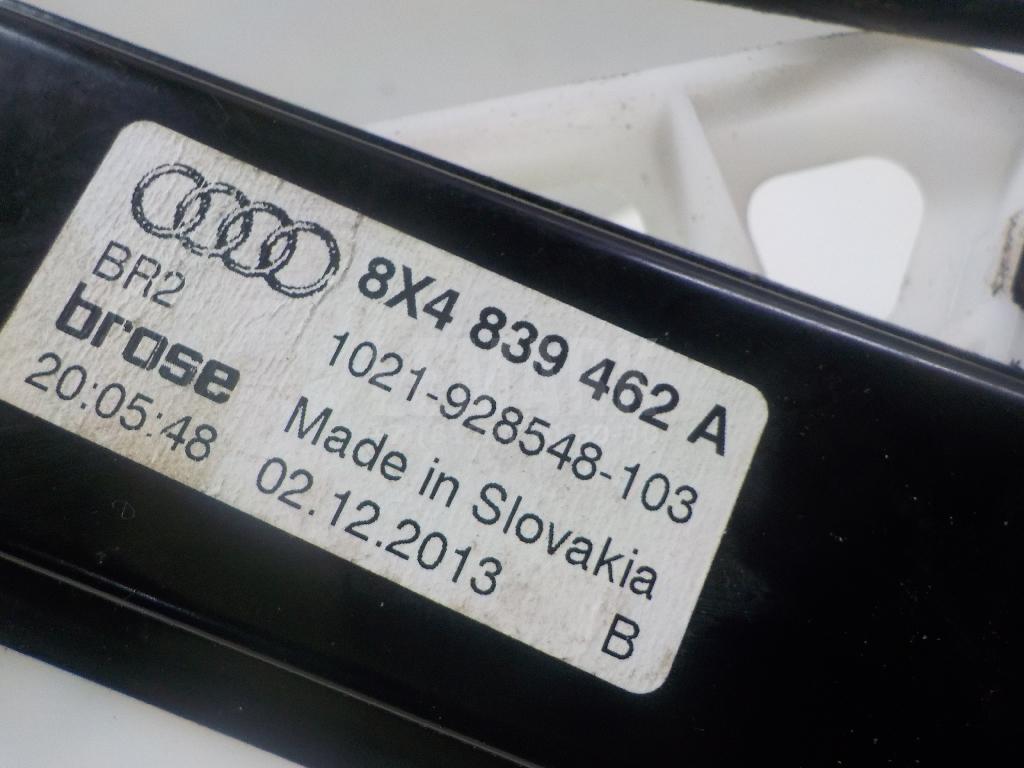 8X4 839 462 A
BR2
1021-928548-103
brose
Made in Slovakia
20:05:48
02.12.2013
B